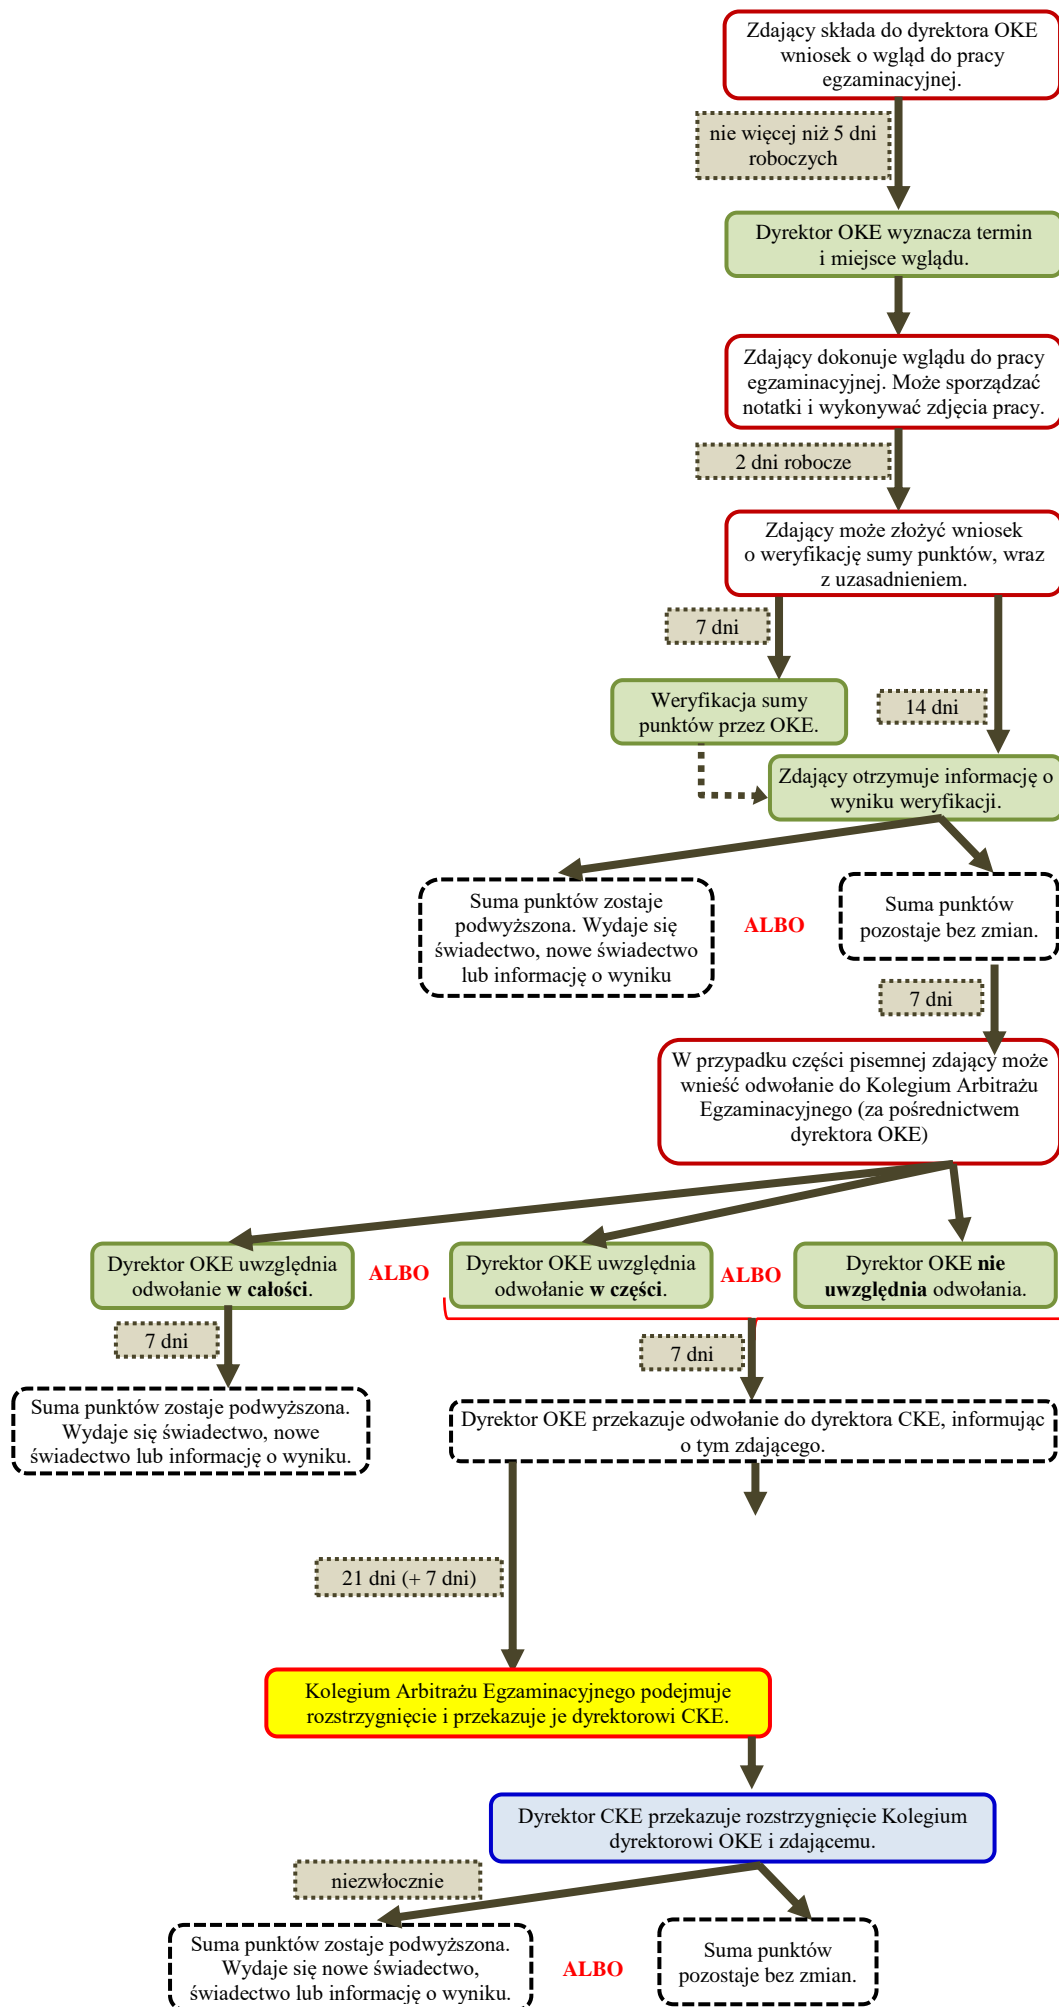 Zdający składa do dyrektora OKE
wniosek o wgląd do pracy
egzaminacyjnej.
nie więcej niż 5 dni
roboczych
Dyrektor OKE wyznacza termin
i miejsce wglądu.
Zdający dokonuje wglądu do pracy
egzaminacyjnej. Może sporządzać
notatki i wykonywać zdjęcia pracy.
2 dni robocze
Zdający może złożyć wniosek
o weryfikację sumy punktów, wraz
z uzasadnieniem.
7 dni
Weryfikacja sumy
punktów przez OKE.
14 dni
Zdający otrzymuje informację o
wyniku weryfikacji.
Suma punktów zostaje
podwyższona. Wydaje się
świadectwo, nowe świadectwo
lub informację o wyniku
ALBO
Suma punktów
pozostaje bez zmian.
7 dni
W przypadku części pisemnej zdający może
wnieść odwołanie do Kolegium Arbitrażu
Egzaminacyjnego (za pośrednictwem
dyrektora OKE)
Dyrektor OKE uwzględnia
odwołanie w całości.
ALBO
Dyrektor OKE uwzględnia
odwołanie w części.
ALBO
Dyrektor OKE nie
uwzględnia odwołania.
7 dni
7 dni
Suma punktów zostaje podwyższona.
Wydaje się świadectwo, nowe
świadectwo lub informację o wyniku.
Dyrektor OKE przekazuje odwołanie do dyrektora CKE, informując
o tym zdającego.
21 dni (+ 7 dni)
Kolegium Arbitrażu Egzaminacyjnego podejmuje
rozstrzygnięcie i przekazuje je dyrektorowi CKE.
Dyrektor CKE przekazuje rozstrzygnięcie Kolegium
dyrektorowi OKE i zdającemu.
niezwłocznie
Suma punktów zostaje podwyższona.
Wydaje się nowe świadectwo,
świadectwo lub informację o wyniku.
ALBO
Suma punktów
pozostaje bez zmian.